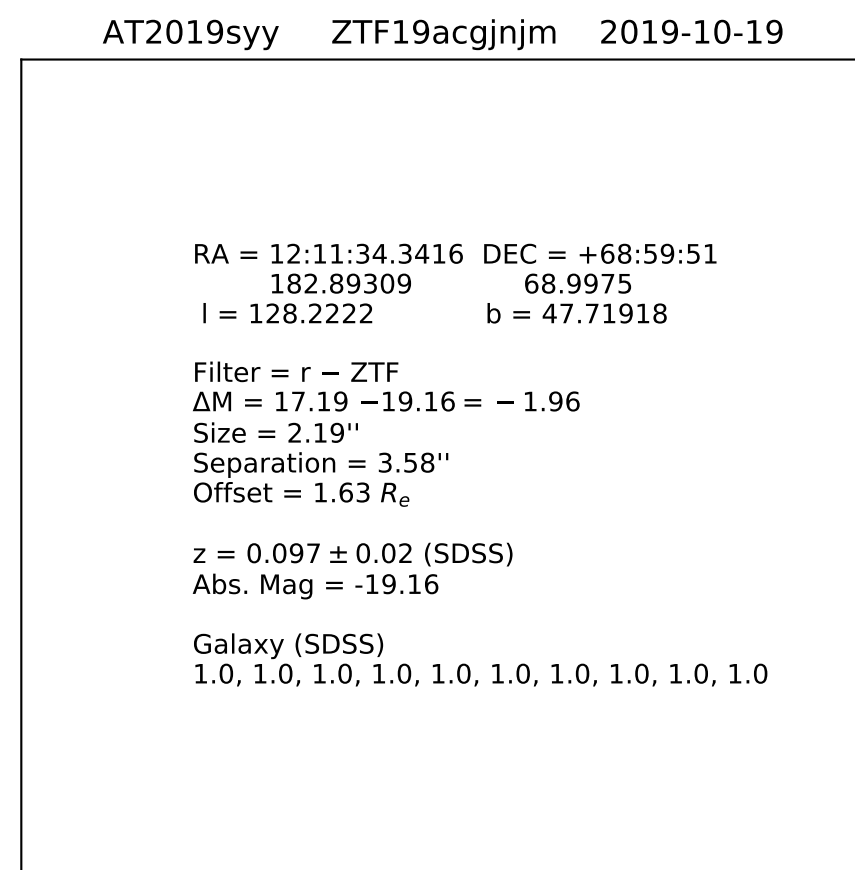 AT2019syy ZTF19acgjnjm 2019-10-19
RA = 12:11:34.3416 DEC = +68:59:51
182.89309 68.9975
l = 128.2222 b = 47.71918
Filter = r − ZTF
ΔM = 17.19 −19.16 = − 1.96
Size = 2.19''
Separation = 3.58''
Offset = 1.63 Rₑ
z = 0.097 ± 0.02 (SDSS)
Abs. Mag = -19.16
Galaxy (SDSS)
1.0, 1.0, 1.0, 1.0, 1.0, 1.0, 1.0, 1.0, 1.0, 1.0